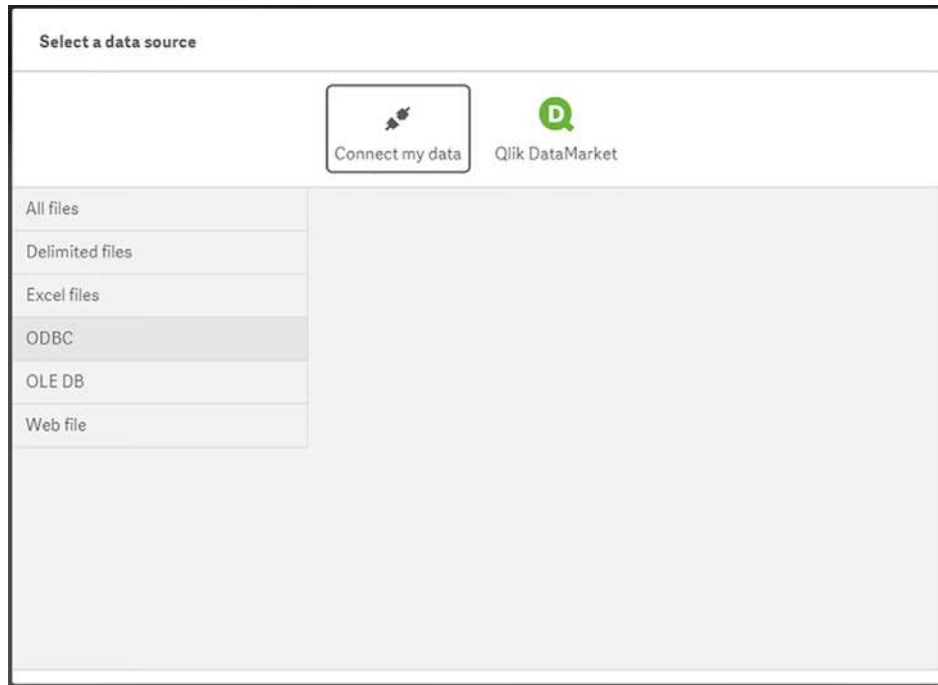 Select a data source
Connect my data
Qlik DataMarket
All files
Delimited files
Excel files
ODBC
OLE DB
Web file